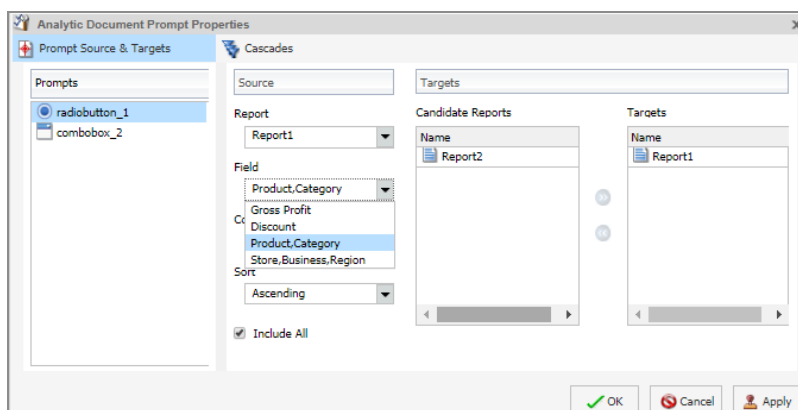 Analytic Document Prompt Properties
Prompt Source & Targets
Cascades
Prompts
radiobutton_1
combobox_2
Source
Report
Report1
Field
Product,Category
Gross Profit
Discount
Product,Category
Store,Business,Region
Sort
Ascending
Include All
Targets
Candidate Reports
Name
Report2
Targets
Name
Report1
OK
Cancel
Apply